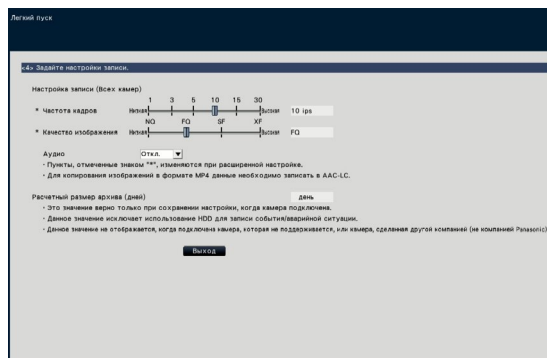 Легкий пуск
<4> Задайте настройки записи.
Настройка записи (Всех камер)
1 3 5 10 15 30
* Частота кадров Низкая Высокая 10 ips
NQ FQ SF XF
* Качество изображения Низкая Высокая FQ
Аудио Откл.
· Пункты, отмеченные знаком "*", изменяются при расширенной настройке.
· Для копирования изображений в формате MP4 данные необходимо записать в AAC-LC.
Расчетный размер архива (дней) день
· Это значение верно только при сохранении настройки, когда камера подключена.
· Данное значение исключает использование HDD для записи события/аварийной ситуации.
· Данное значение не отображается, когда подключена камера, которая не поддерживается, или камера, сделанная другой компанией (не компанией Panasonic)
Выход